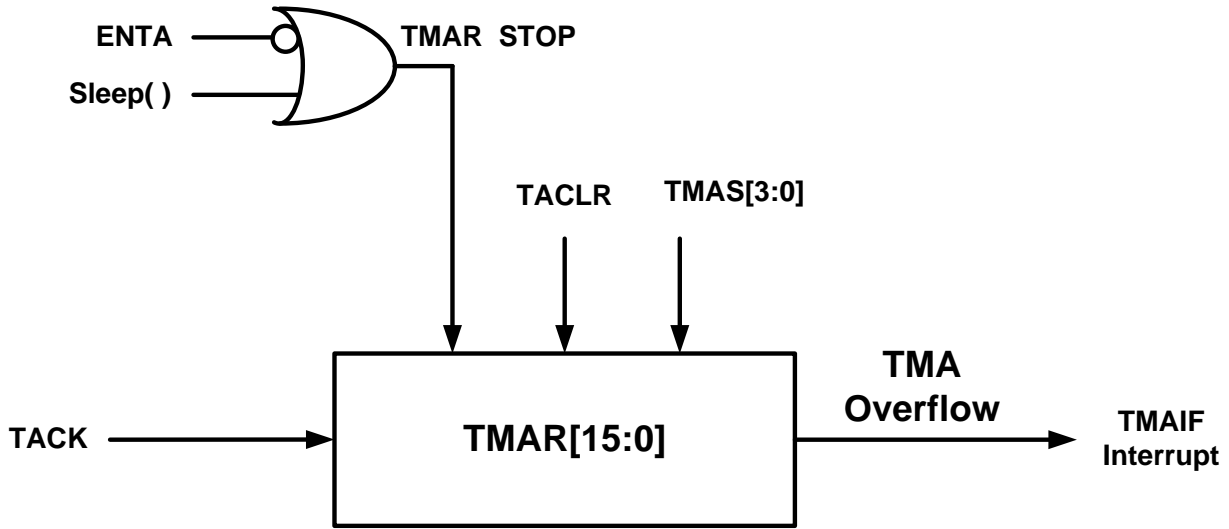 ENTA
TMAR STOP
Sleep( )
TACLR
TMAS[3:0]
TMA
Overflow
TACK
TMAR[15:0]
TMAIF
Interrupt